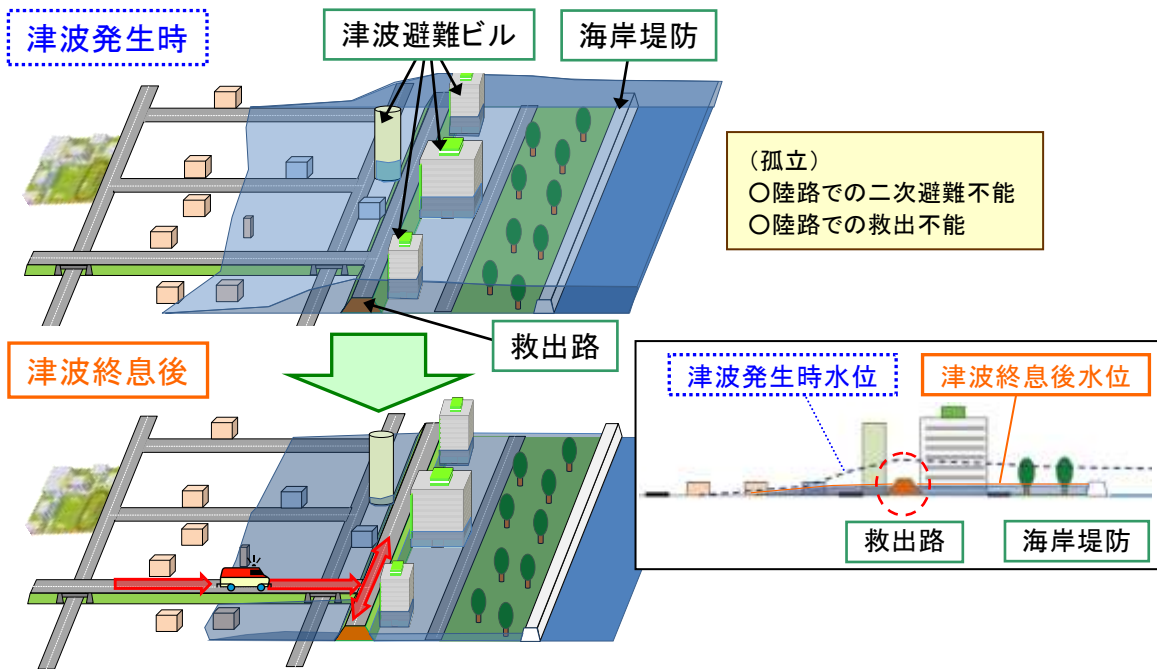 津波発生時
津波避難ビル
海岸堤防
（孤立）
〇陸路での二次避難不能
〇陸路での救出不能
救出路
津波終息後
津波発生時水位
津波終息後水位
救出路
海岸堤防